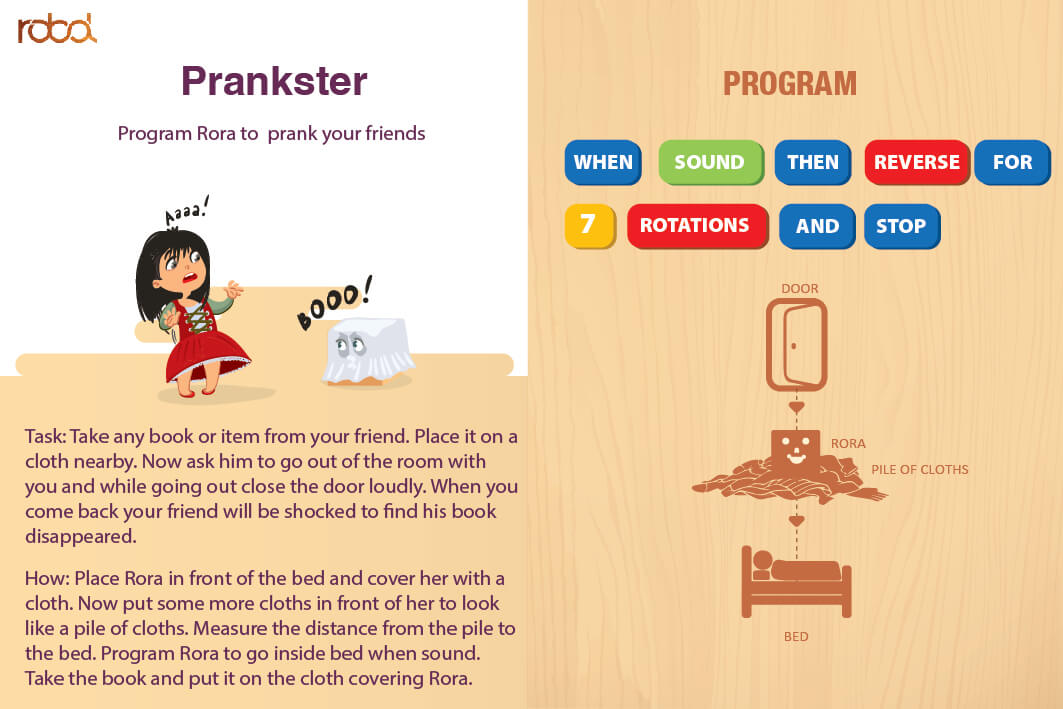 robd
Prankster
Program Rora to  prank your friends
Aaaa!
BOOO!
Task: Take any book or item from your friend. Place it on a
cloth nearby. Now ask him to go out of the room with
you and while going out close the door loudly. When you
come back your friend will be shocked to find his book
disappeared.
How: Place Rora in front of the bed and cover her with a
cloth. Now put some more cloths in front of her to look
like a pile of cloths. Measure the distance from the pile to
the bed. Program Rora to go inside bed when sound.
Take the book and put it on the cloth covering Rora.
PROGRAM
WHEN SOUND THEN REVERSE FOR
7 ROTATIONS AND STOP
DOOR
RORA
PILE OF CLOTHS
BED